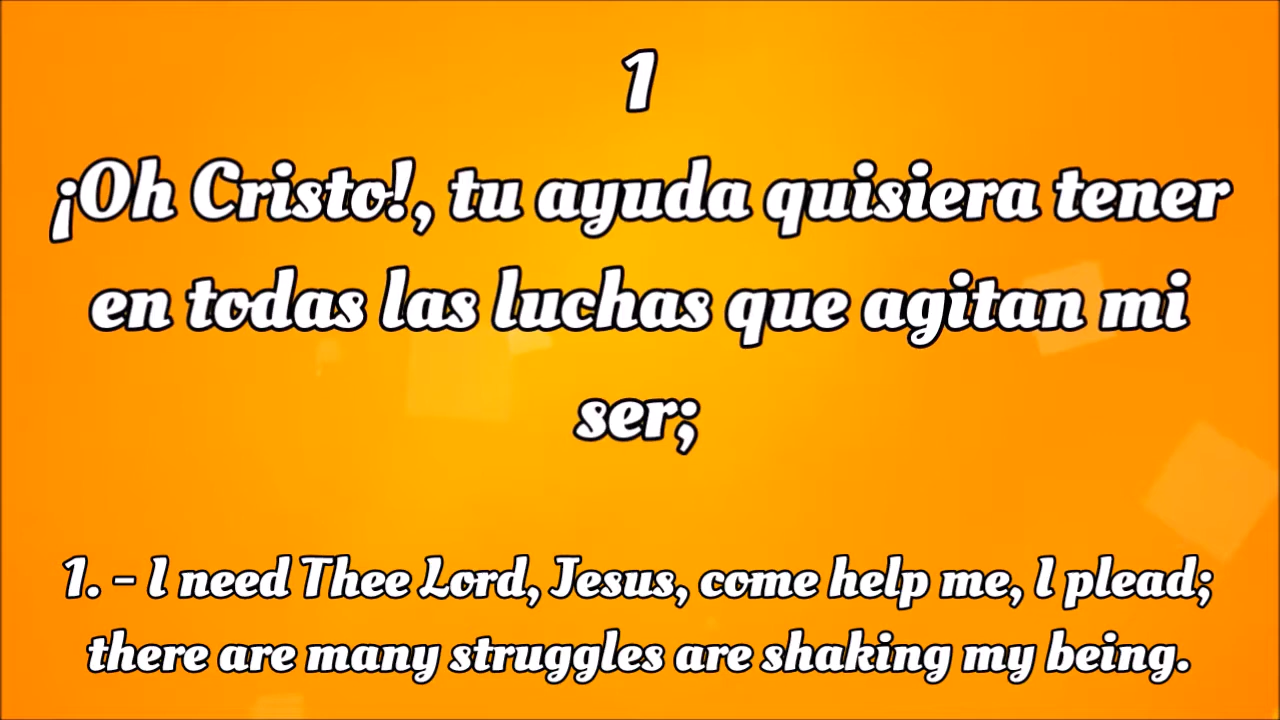 1
¡Oh Cristo!, tu ayuda quisiera tener
en todas las luchas que agitan mi
ser;
1. - I need Thee Lord, Jesus, come help me, I plead;
there are many struggles are shaking my being.